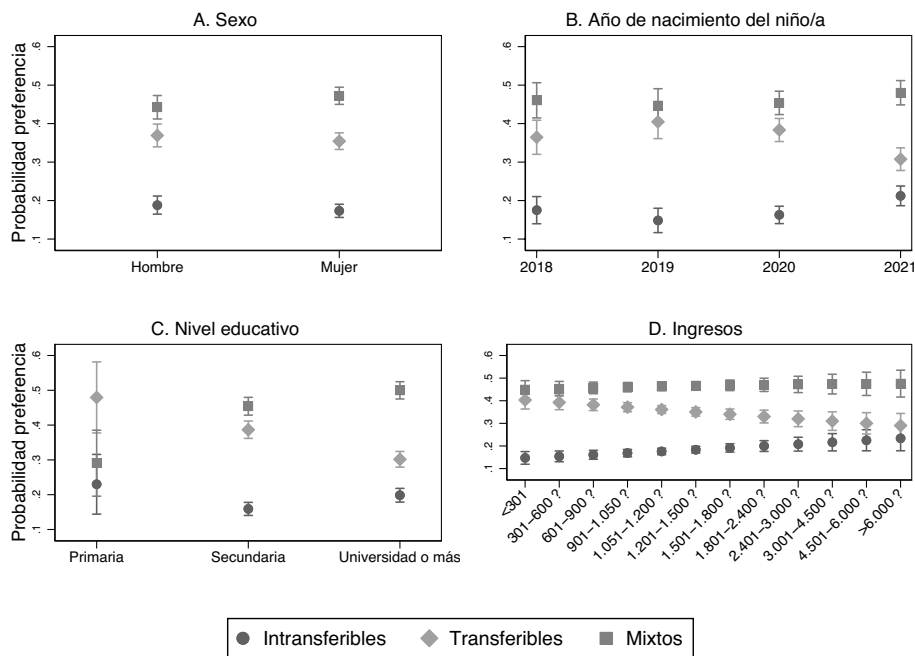 A. Sexo
Probabilidad preferencia
.6
.5
.4
.3
.2
.1
Hombre
Mujer
B. Año de nacimiento del niño/a
.6
.5
.4
.3
.2
.1
2018
2019
2020
2021
C. Nivel educativo
Probabilidad preferencia
.6
.5
.4
.3
.2
.1
Primaria
Secundaria
Universidad o más
D. Ingresos
.6
.5
.4
.3
.2
.1
<301
301–600 ?
601–900 ?
901–1.050 ?
1.051–1.200 ?
1.201–1.500 ?
1.501–1.800 ?
1.801–2.400 ?
2.401–3.000 ?
3.001–4.500 ?
4.501–6.000 ?
>6.000 ?
Intransferibles
Transferibles
Mixtos